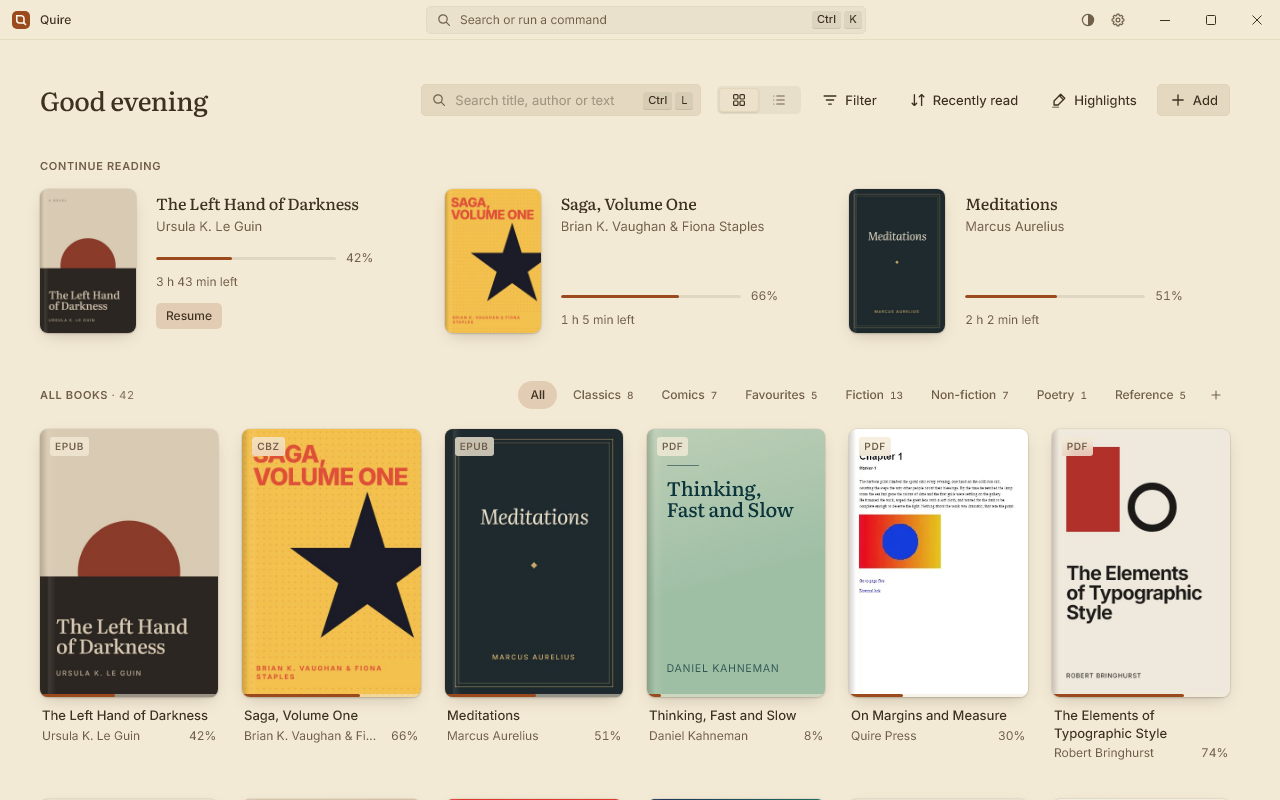 Quire
Search or run a command
Ctrl K
Good evening
Search title, author or text
Ctrl L
Filter
Recently read
Highlights
Add
CONTINUE READING
A NOVEL
The Left Hand
of Darkness
URSULA K. LE GUIN
The Left Hand of Darkness
Ursula K. Le Guin
42%
3 h 43 min left
Resume
SAGA,
VOLUME ONE
BRIAN K. VAUGHAN & FIONA
STAPLES
Saga, Volume One
Brian K. Vaughan & Fiona Staples
66%
1 h 5 min left
Meditations
MARCUS AURELIUS
Meditations
Marcus Aurelius
51%
2 h 2 min left
ALL BOOKS · 42
All
Classics 8
Comics 7
Favourites 5
Fiction 13
Non-fiction 7
Poetry 1
Reference 5
EPUB
The Left Hand
of Darkness
URSULA K. LE GUIN
The Left Hand of Darkness
Ursula K. Le Guin 42%
CBZ
SAGA,
VOLUME ONE
BRIAN K. VAUGHAN & FIONA
STAPLES
Saga, Volume One
Brian K. Vaughan & Fi... 66%
EPUB
Meditations
MARCUS AURELIUS
Meditations
Marcus Aurelius 51%
PDF
Thinking,
Fast and Slow
DANIEL KAHNEMAN
Thinking, Fast and Slow
Daniel Kahneman 8%
PDF
Chapter 1
On Margins and Measure
Quire Press 30%
PDF
The Elements
of Typographic
Style
ROBERT BRINGHURST
The Elements of
Typographic Style
Robert Bringhurst 74%